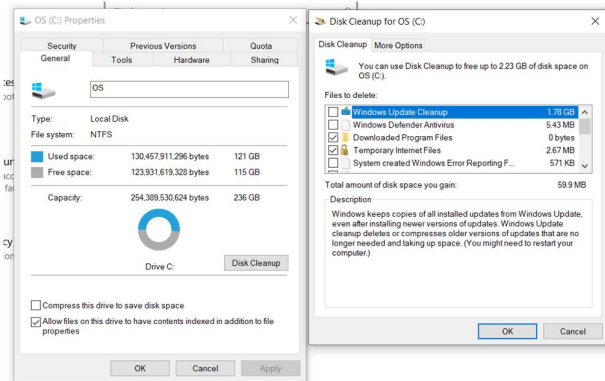 OS (C:) Properties
Security Previous Versions Quota
General Tools Hardware Sharing
OS
Type: Local Disk
File system: NTFS
Used space: 130,457,911,296 bytes 121 GB
Free space: 123,931,619,328 bytes 115 GB
Capacity: 254,389,530,624 bytes 236 GB
Drive C:
Disk Cleanup
Compress this drive to save disk space
Allow files on this drive to have contents indexed in addition to file
properties
OK Cancel Apply
Disk Cleanup for OS (C:)
Disk Cleanup More Options
You can use Disk Cleanup to free up to 2.23 GB of disk space on
OS (C:).
Files to delete:
Windows Update Cleanup 1.78 GB
Windows Defender Antivirus 5.43 MB
Downloaded Program Files 0 bytes
Temporary Internet Files 2.67 MB
System created Windows Error Reporting F... 571 KB
Total amount of disk space you gain: 59.9 MB
Description
Windows keeps copies of all installed updates from Windows Update,
even after installing newer versions of updates. Windows Update
cleanup deletes or compresses older versions of updates that are no
longer needed and taking up space. (You might need to restart your
computer.)
OK Cancel